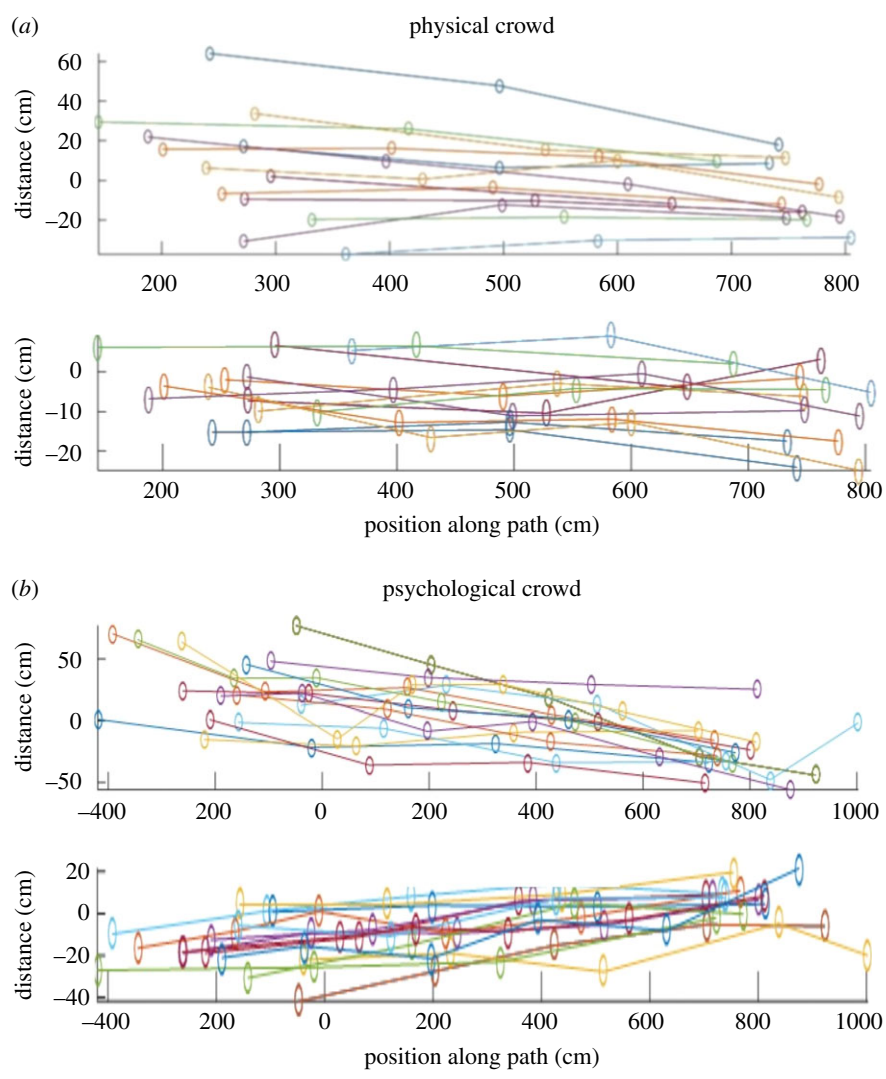 (a) physical crowd
distance (cm)
60
40
20
0
–20
200 300 400 500 600 700 800
distance (cm)
0
–10
–20
200 300 400 500 600 700 800
position along path (cm)
(b) psychological crowd
distance (cm)
50
0
–50
–400 200 0 200 400 600 800 1000
distance (cm)
20
0
–20
–40
–400 200 0 200 400 600 800 1000
position along path (cm)